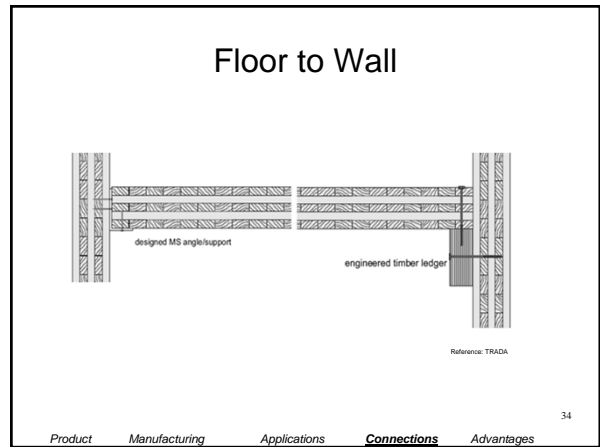 Floor to Wall
designed MS angle/support
engineered timber ledger
Reference: TRADA
34
Product Manufacturing Applications Connections Advantages